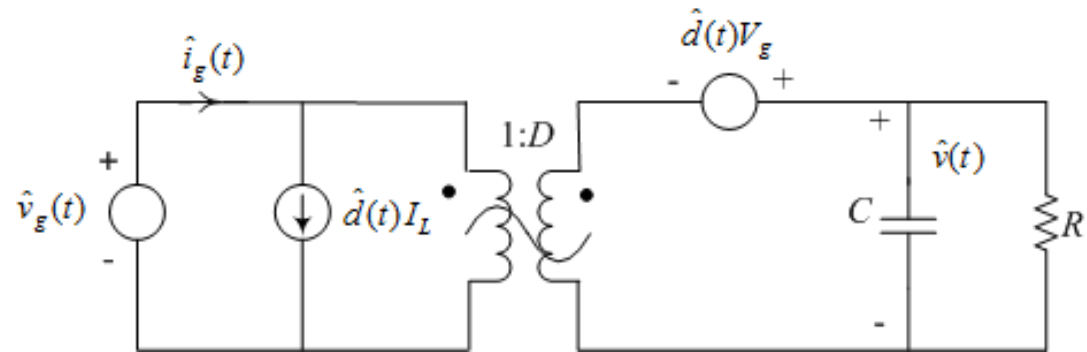 d̂(t)V_g
- +
î_g(t)
1:D
+ +
v̂_g(t)
d̂(t)I_L
v̂(t)
C
R
-
-